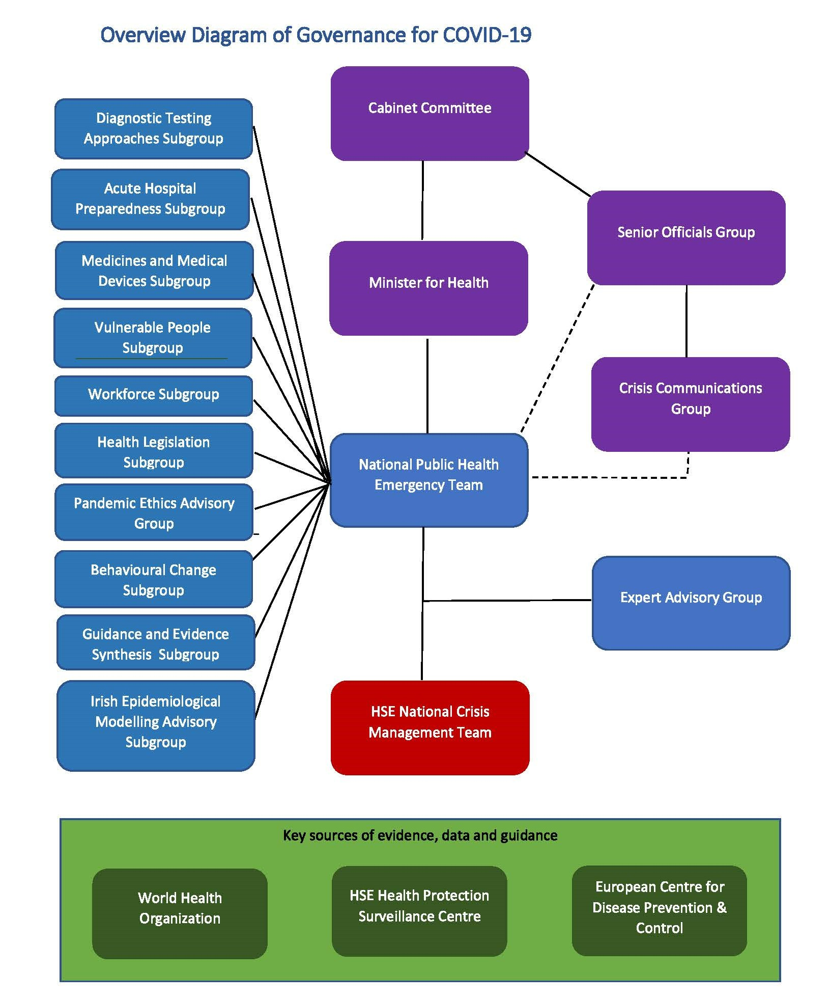 Overview Diagram of Governance for COVID-19
Cabinet Committee
Diagnostic Testing
Approaches Subgroup
Acute Hospital
Preparedness Subgroup
Medicines and Medical
Devices Subgroup
Vulnerable People
Subgroup
Workforce Subgroup
Health Legislation
Subgroup
Pandemic Ethics Advisory
Group
Behavioural Change
Subgroup
Guidance and Evidence
Synthesis  Subgroup
Irish Epidemiological
Modelling Advisory
Subgroup
Minister for Health
Senior Officials Group
Crisis Communications
Group
National Public Health
Emergency Team
Expert Advisory Group
HSE National Crisis
Management Team
Key sources of evidence, data and guidance
World Health
Organization
HSE Health Protection
Surveillance Centre
European Centre for
Disease Prevention &
Control